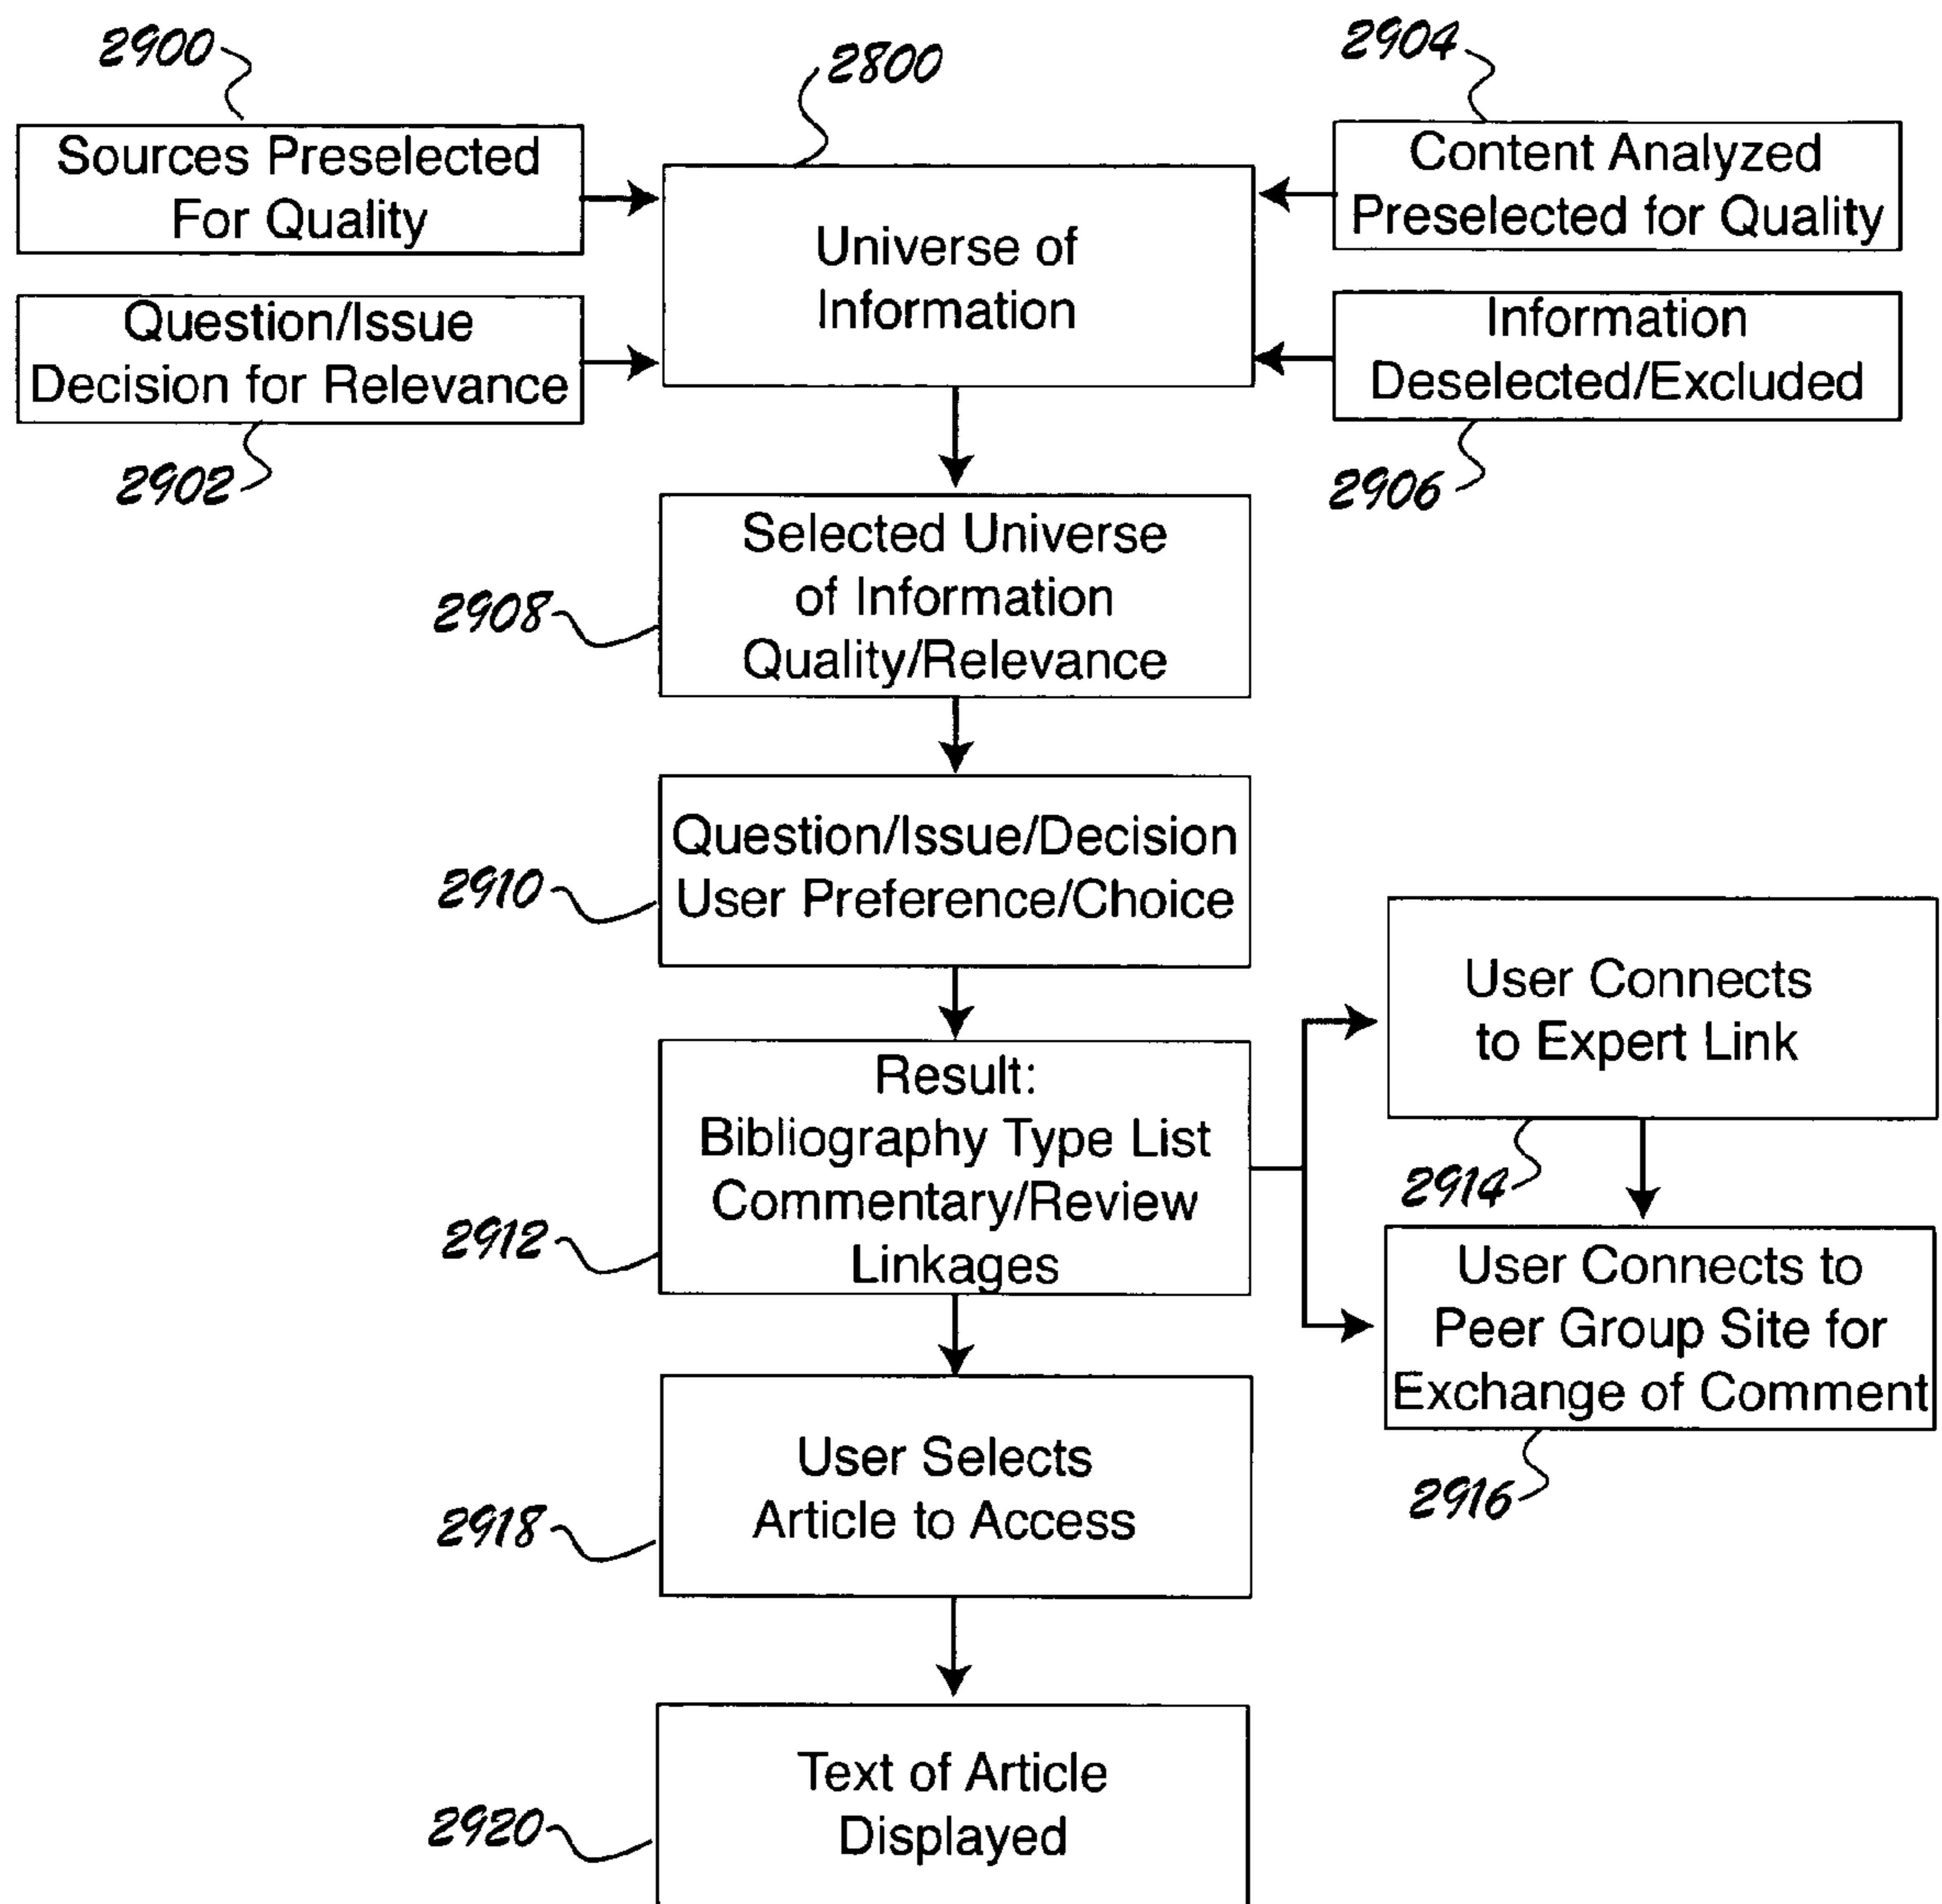 2900
2800
2904
Sources Preselected
For Quality
Universe of
Information
Content Analyzed
Preselected for Quality
Question/Issue
Decision for Relevance
Information
Deselected/Excluded
2902
2906
Selected Universe
of Information
Quality/Relevance
2908
Question/Issue/Decision
User Preference/Choice
2910
User Connects
to Expert Link
2914
Result:
Bibliography Type List
Commentary/Review
Linkages
2912
User Connects to
Peer Group Site for
Exchange of Comment
2916
User Selects
Article to Access
2918
Text of Article
Displayed
2920